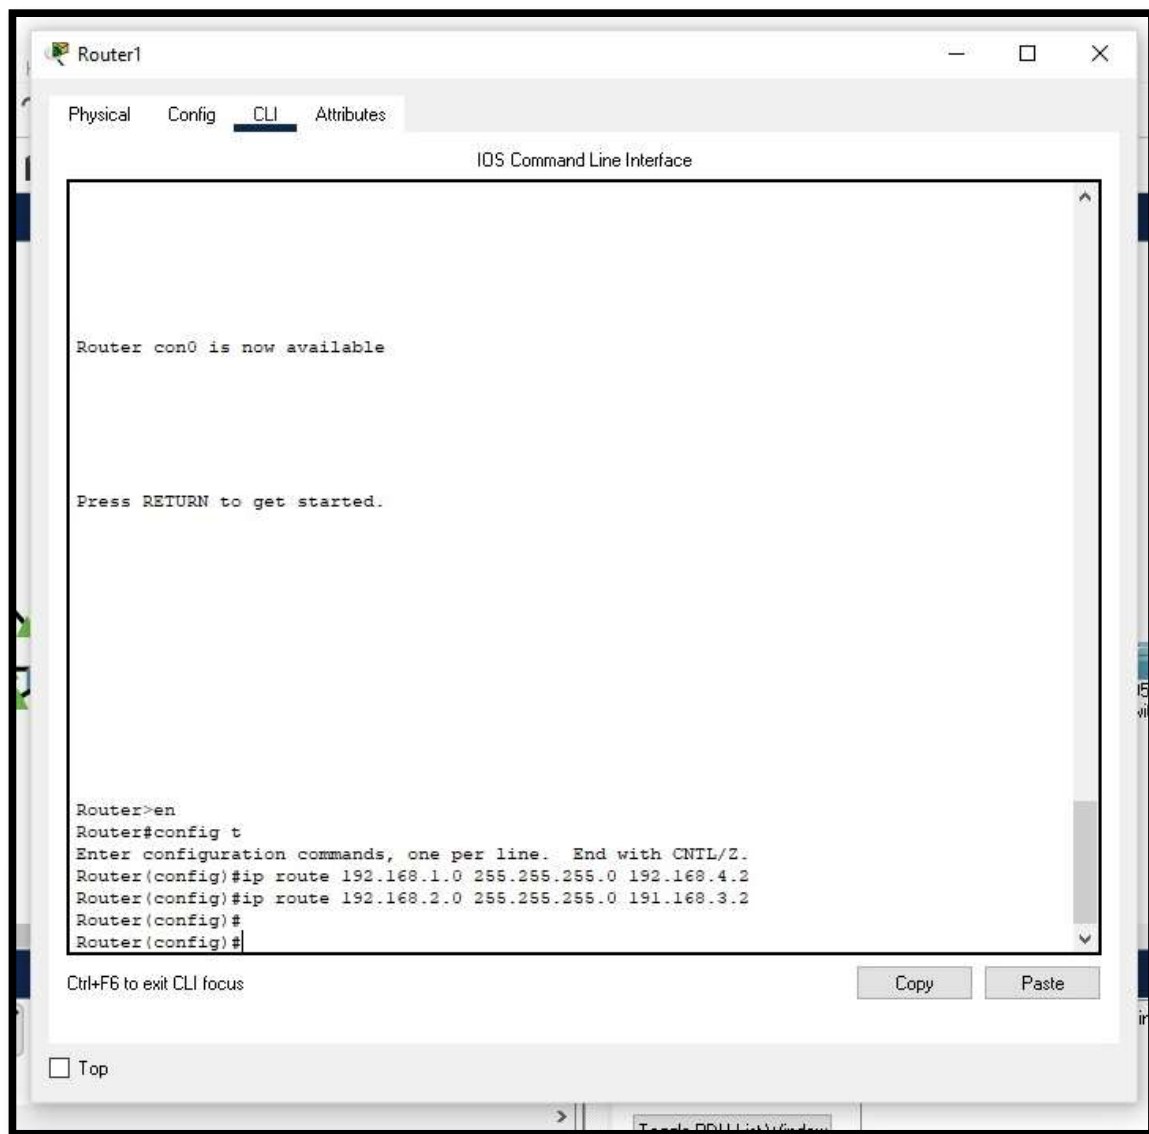 Router1
Physical Config CLI Attributes
IOS Command Line Interface
Router con0 is now available
Press RETURN to get started.
Router>en
Router#config t
Enter configuration commands, one per line.  End with CNTL/Z.
Router(config)#ip route 192.168.1.0 255.255.255.0 192.168.4.2
Router(config)#ip route 192.168.2.0 255.255.255.0 191.168.3.2
Router(config)#
Router(config)#
Ctrl+F6 to exit CLI focus
Copy Paste
Top